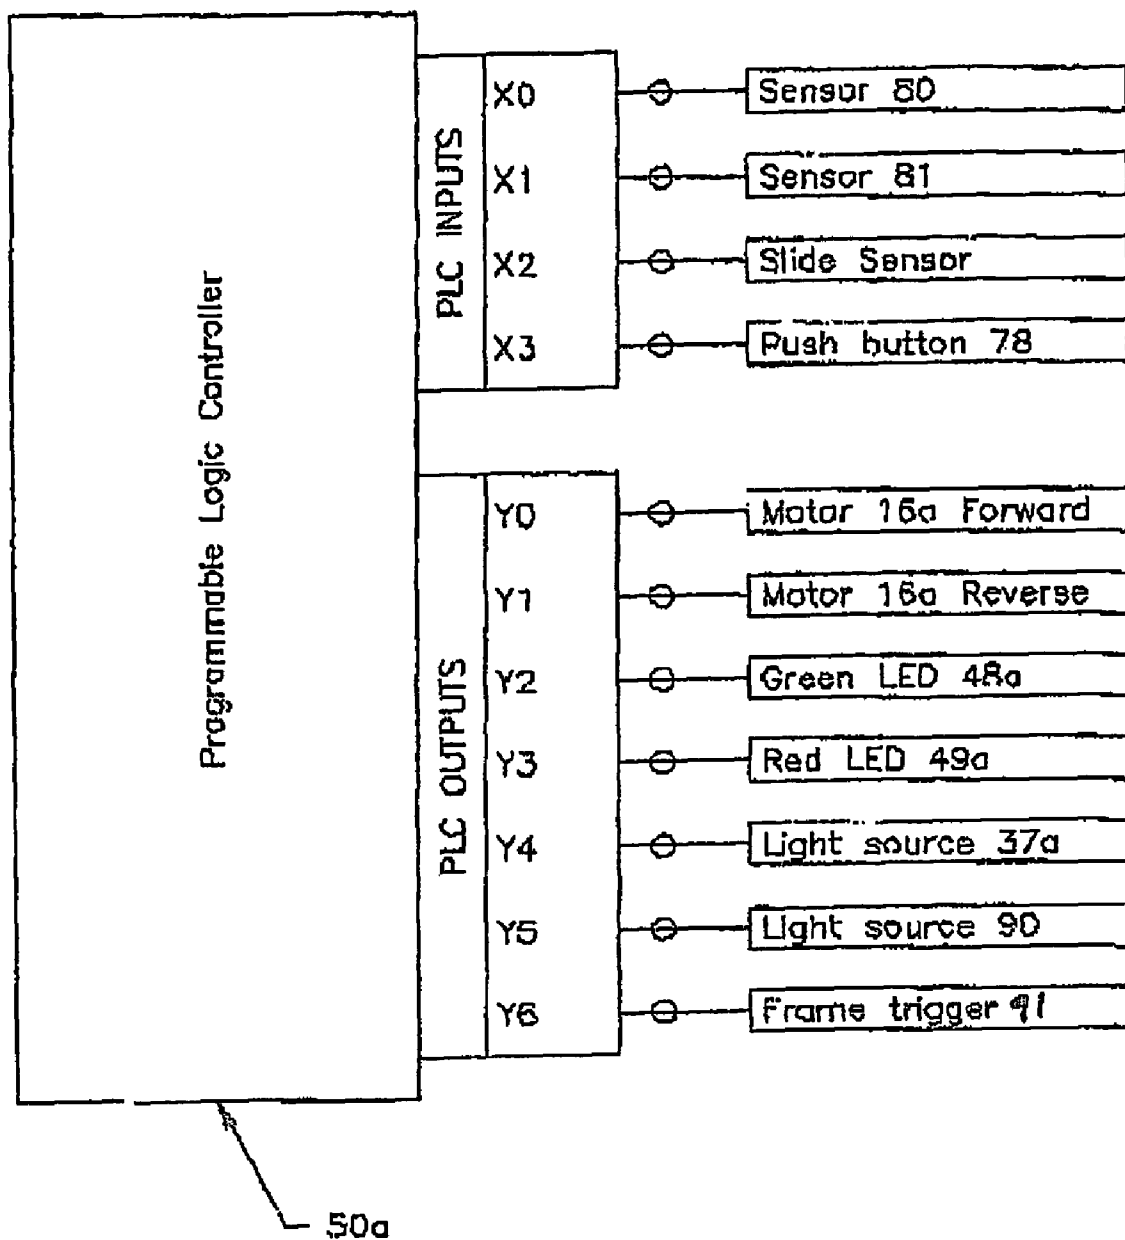 Programmable Logic Controller
PLC INPUTS
X0
Sensor 80
X1
Sensor 81
X2
Slide Sensor
X3
Push button 78
PLC OUTPUTS
Y0
Motor 16a Forward
Y1
Motor 16a Reverse
Y2
Green LED 48a
Y3
Red LED 49a
Y4
Light source 37a
Y5
Light source 90
Y6
Frame trigger 91
50a